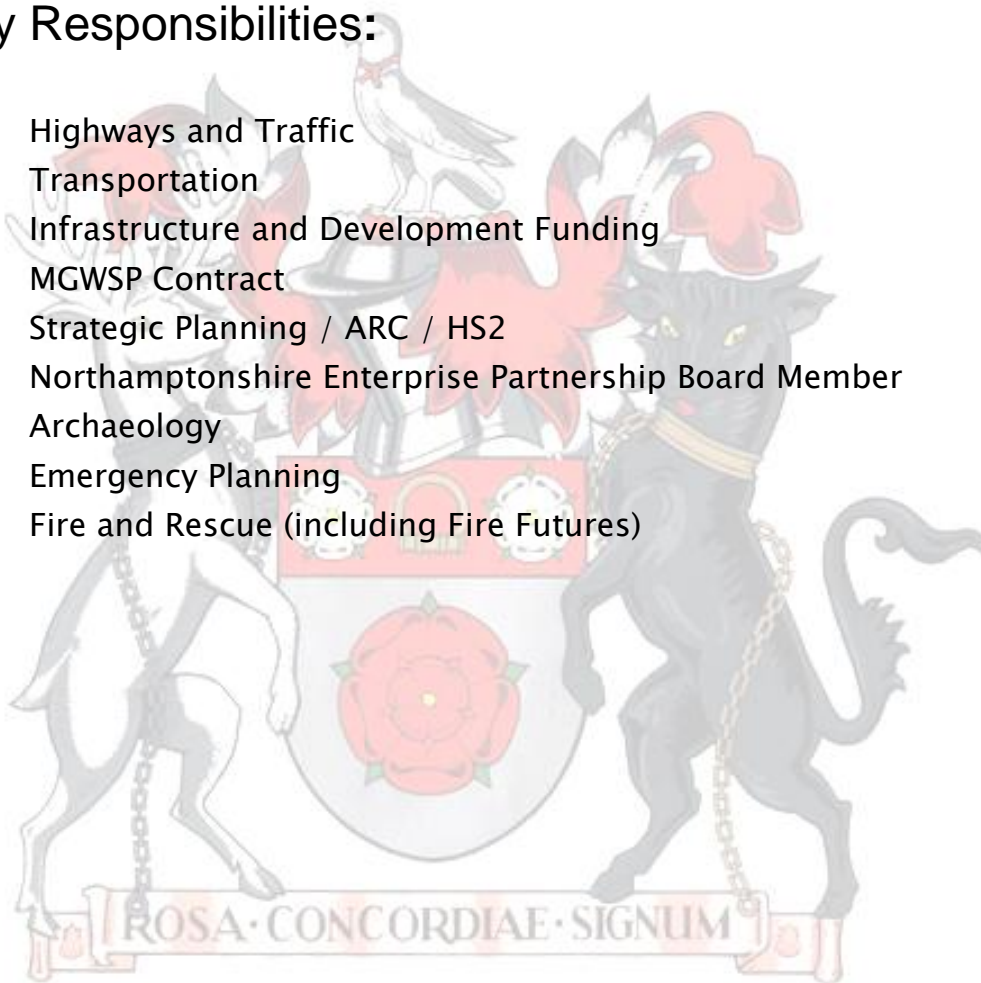 y Responsibilities:
Highways and Traffic
Transportation
Infrastructure and Development Funding
MGWSP Contract
Strategic Planning / ARC / HS2
Northamptonshire Enterprise Partnership Board Member
Archaeology
Emergency Planning
Fire and Rescue (including Fire Futures)
ROSA·CONCORDIAE·SIGNUM